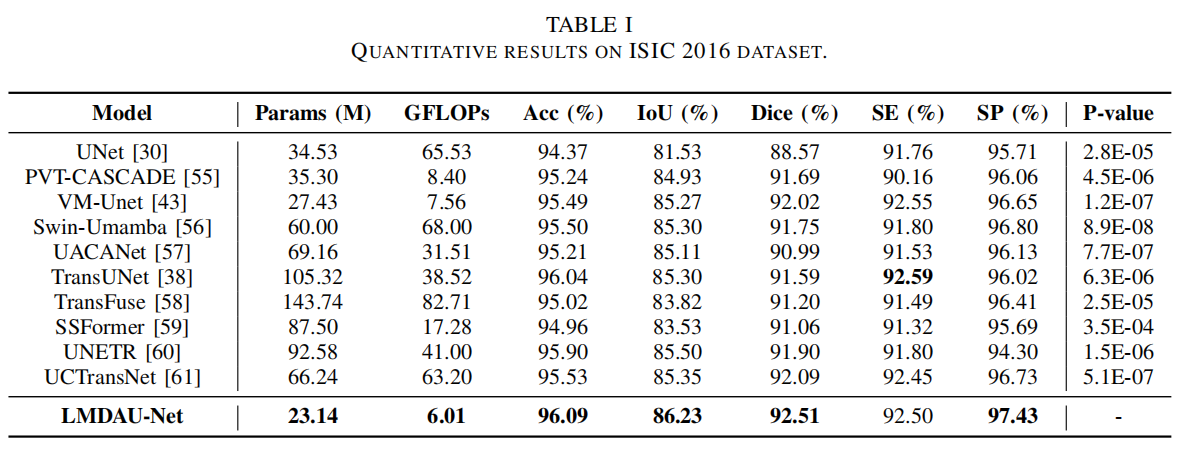 TABLE I
QUANTITATIVE RESULTS ON ISIC 2016 DATASET.
Model Params (M) GFLOPs Acc (%) IoU (%) Dice (%) SE (%) SP (%) P-value
UNet [30] 34.53 65.53 94.37 81.53 88.57 91.76 95.71 2.8E-05
PVT-CASCADE [55] 35.30 8.40 95.24 84.93 91.69 90.16 96.06 4.5E-06
VM-Unet [43] 27.43 7.56 95.49 85.27 92.02 92.55 96.65 1.2E-07
Swin-Umamba [56] 60.00 68.00 95.50 85.30 91.75 91.80 96.80 8.9E-08
UACANet [57] 69.16 31.51 95.21 85.11 90.99 91.53 96.13 7.7E-07
TransUNet [38] 105.32 38.52 96.04 85.30 91.59 92.59 96.02 6.3E-06
TransFuse [58] 143.74 82.71 95.02 83.82 91.20 91.49 96.41 2.5E-05
SSFormer [59] 87.50 17.28 94.96 83.53 91.06 91.32 95.69 3.5E-04
UNETR [60] 92.58 41.00 95.90 85.50 91.90 91.80 94.30 1.5E-06
UCTransNet [61] 66.24 63.20 95.53 85.35 92.09 92.45 96.73 5.1E-07
LMDAU-Net 23.14 6.01 96.09 86.23 92.51 92.50 97.43 -